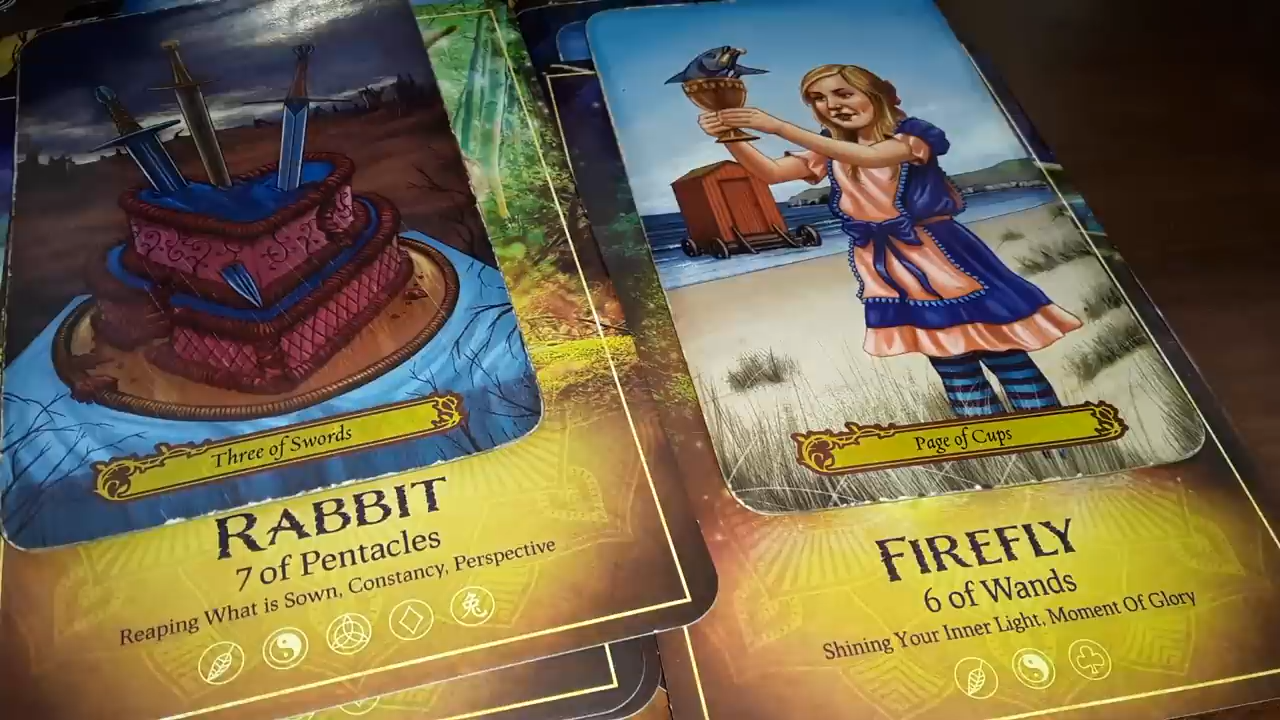 Three of Swords
RABBIT
7 of Pentacles
Reaping What is Sown, Constancy, Perspective
兔
Page of Cups
FIREFLY
6 of Wands
Shining Your Inner Light, Moment Of Glory